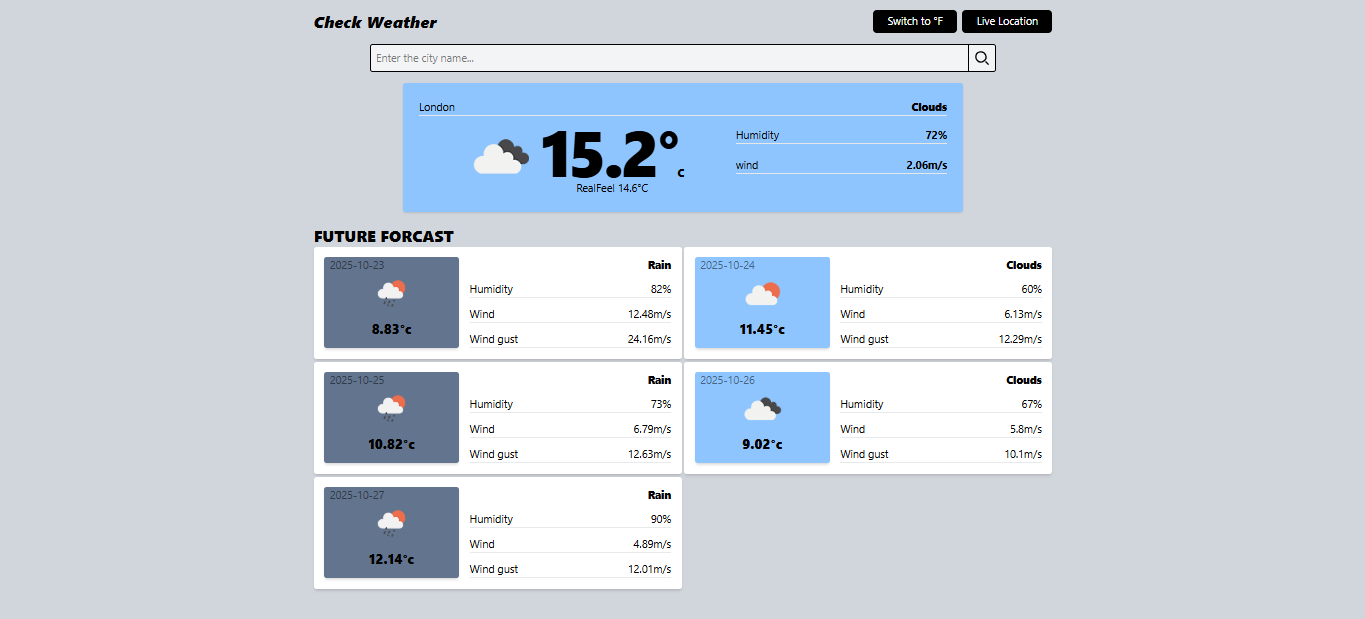 Check Weather
Switch to °F
Live Location
Enter the city name...
London
Clouds
15.2° c
RealFeel 14.6°C
Humidity 72%
wind 2.06m/s
FUTURE FORCAST
2025-10-23
8.83°c
Rain
Humidity 82%
Wind 12.48m/s
Wind gust 24.16m/s
2025-10-24
11.45°c
Clouds
Humidity 60%
Wind 6.13m/s
Wind gust 12.29m/s
2025-10-25
10.82°c
Rain
Humidity 73%
Wind 6.79m/s
Wind gust 12.63m/s
2025-10-26
9.02°c
Clouds
Humidity 67%
Wind 5.8m/s
Wind gust 10.1m/s
2025-10-27
12.14°c
Rain
Humidity 90%
Wind 4.89m/s
Wind gust 12.01m/s